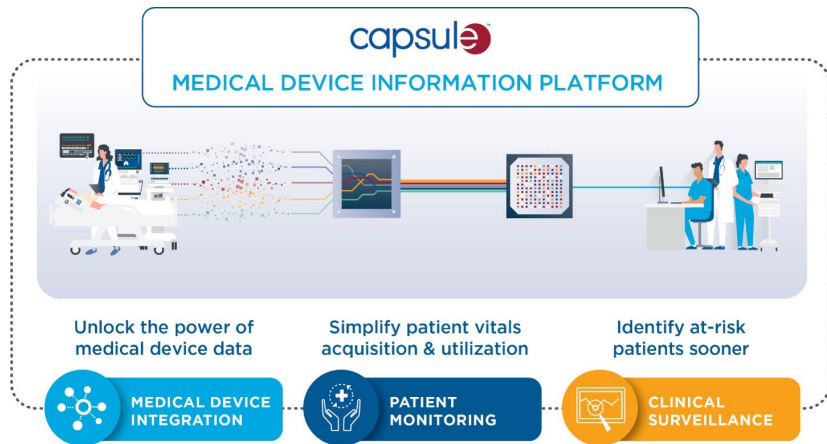 capsule™
MEDICAL DEVICE INFORMATION PLATFORM
Unlock the power of
medical device data
Simplify patient vitals
acquisition & utilization
Identify at-risk
patients sooner
MEDICAL DEVICE
INTEGRATION
PATIENT
MONITORING
CLINICAL
SURVEILLANCE